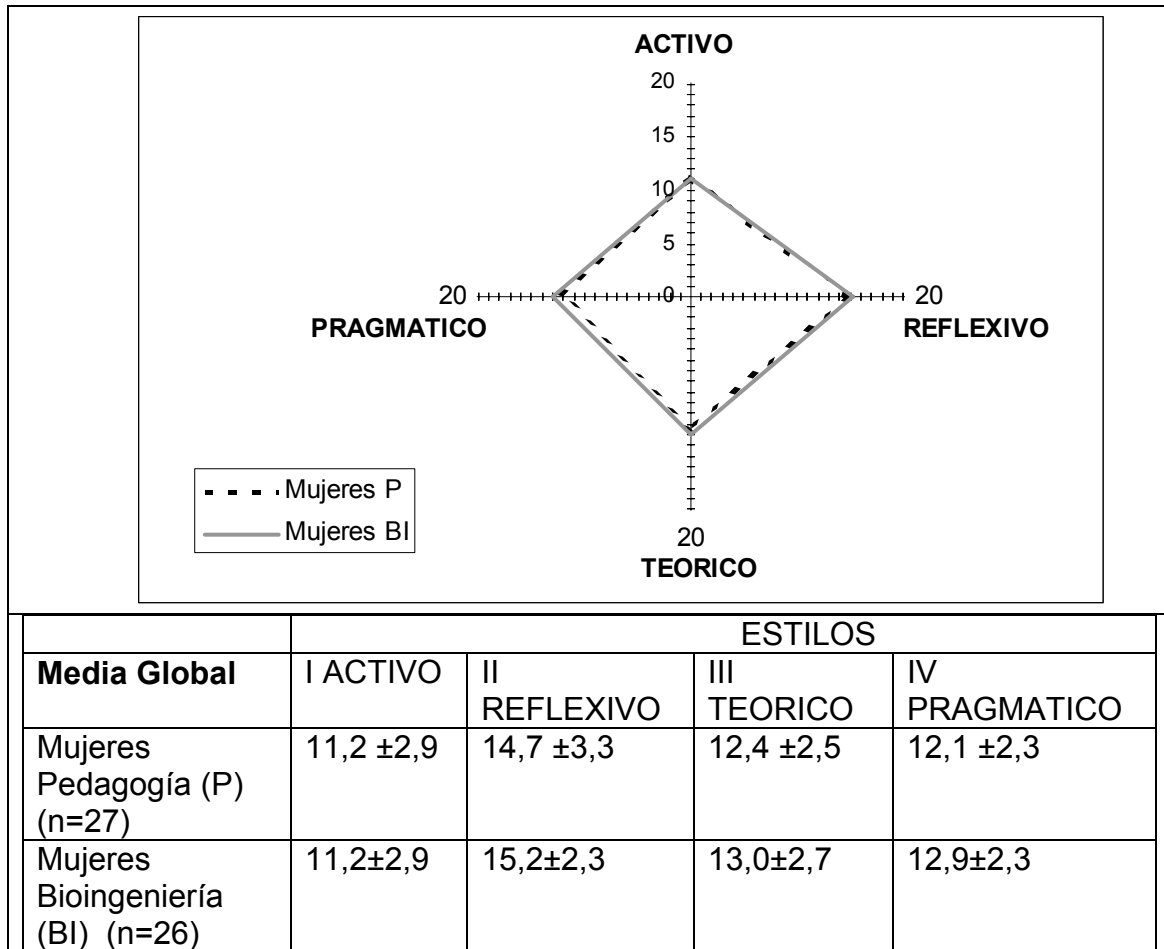 ACTIVO
20
15
10
5
0
20
PRAGMATICO
20
REFLEXIVO
20
TEORICO
Mujeres P
Mujeres BI
ESTILOS
Media Global
I ACTIVO
II
REFLEXIVO
III
TEORICO
IV
PRAGMATICO
Mujeres
Pedagogía (P)
(n=27)
11,2 ±2,9
14,7 ±3,3
12,4 ±2,5
12,1 ±2,3
Mujeres
Bioingeniería
(BI) (n=26)
11,2±2,9
15,2±2,3
13,0±2,7
12,9±2,3